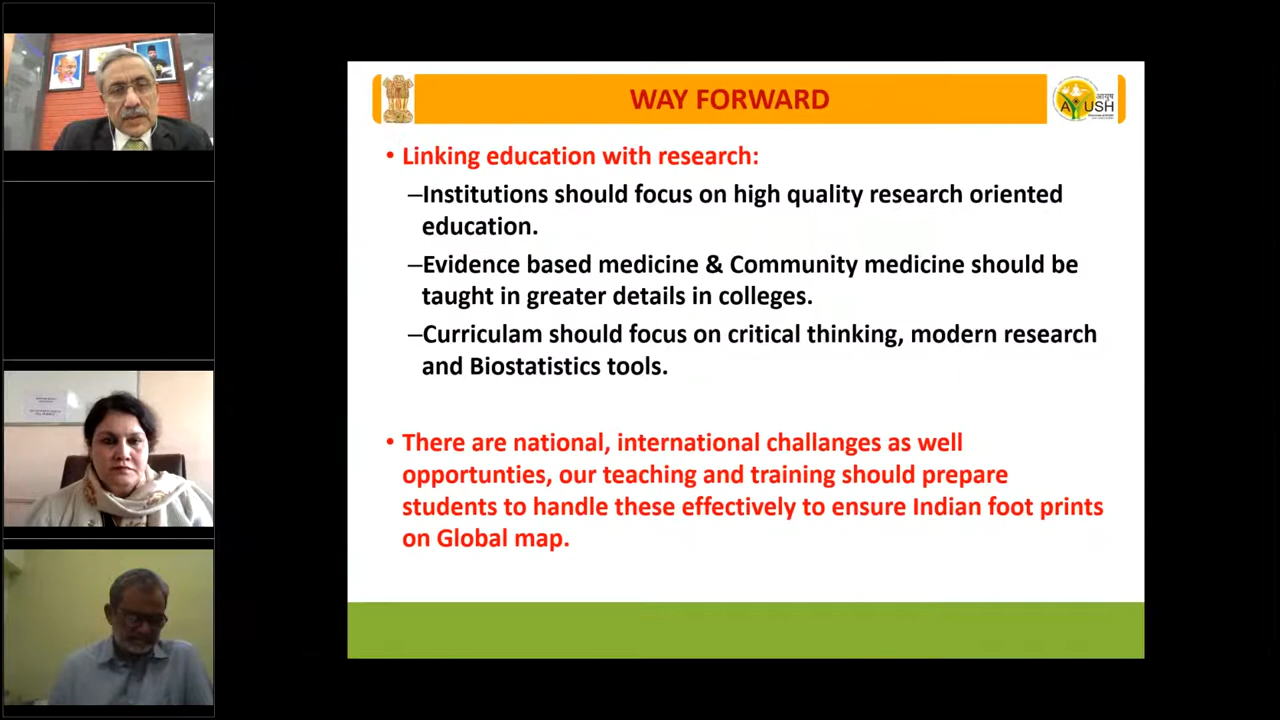 WAY FORWARD
आयुष
AYUSH
• Linking education with research:
–Institutions should focus on high quality research oriented
education.
–Evidence based medicine & Community medicine should be
taught in greater details in colleges.
–Curriculam should focus on critical thinking, modern research
and Biostatistics tools.
• There are national, international challanges as well
opportunties, our teaching and training should prepare
students to handle these effectively to ensure Indian foot prints
on Global map.